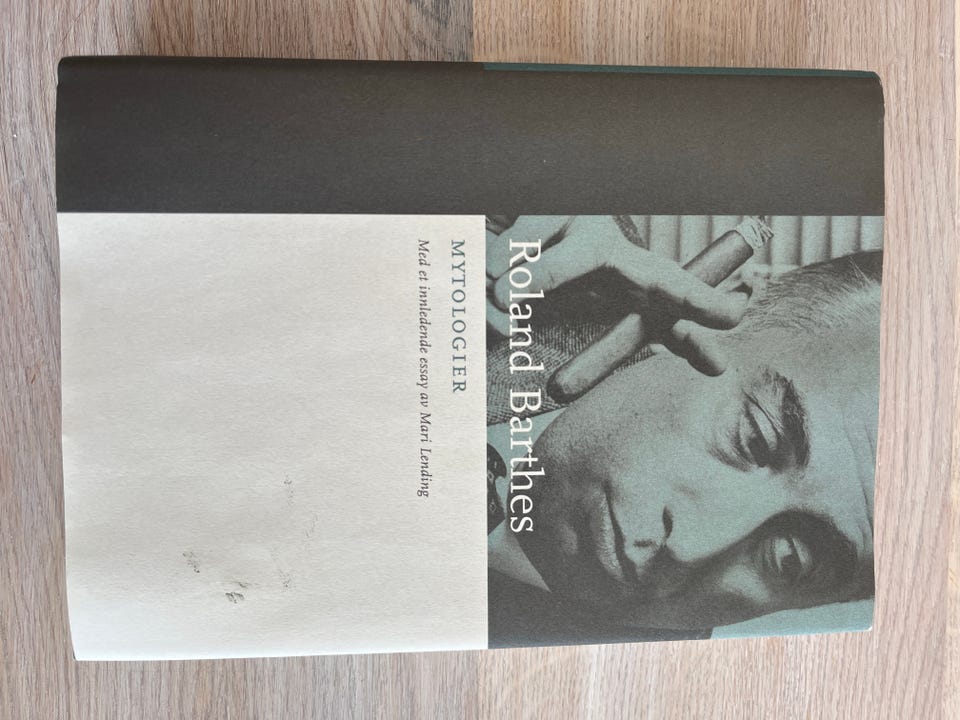 Roland Barthes
MYTOLOGIER
Med et innledende essay av Mari Lending